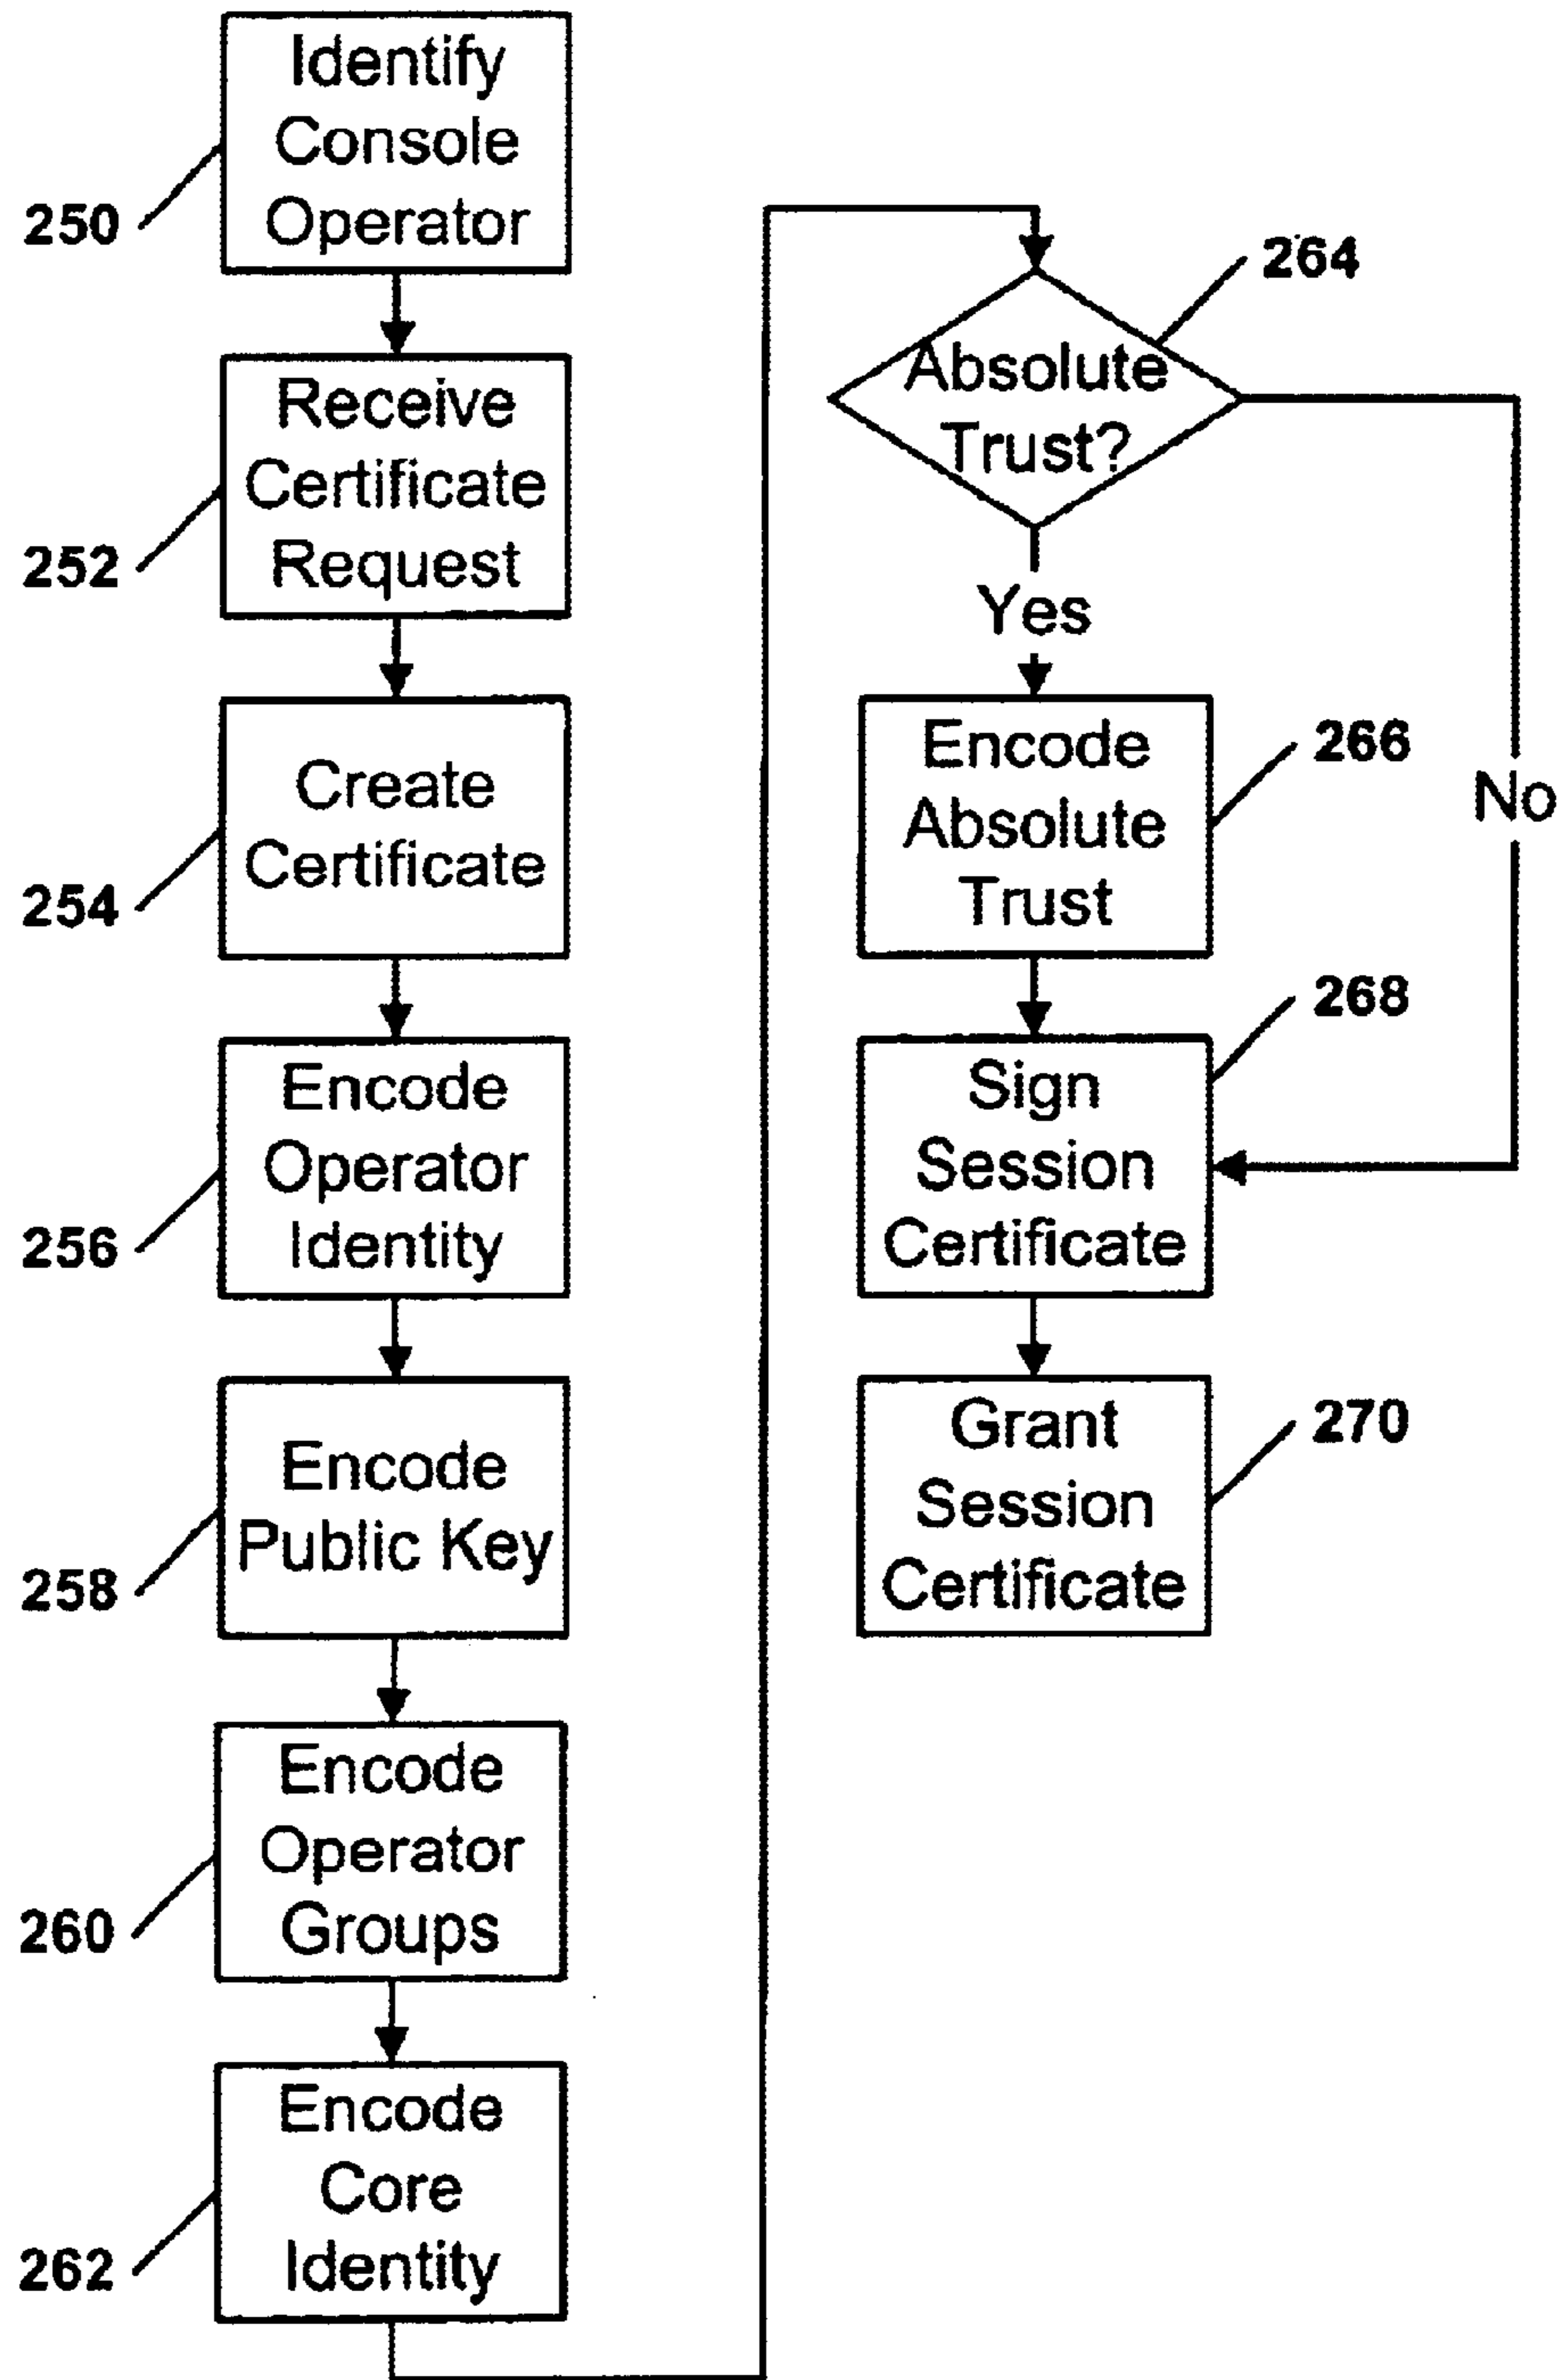 Identify
Console
Operator
250
Receive
Certificate
Request
252
Create
Certificate
254
Encode
Operator
Identity
256
Encode
Public Key
258
Encode
Operator
Groups
260
Encode
Core
Identity
262
264
Absolute
Trust?
Yes
No
Encode
Absolute
Trust
266
Sign
Session
Certificate
268
Grant
Session
Certificate
270